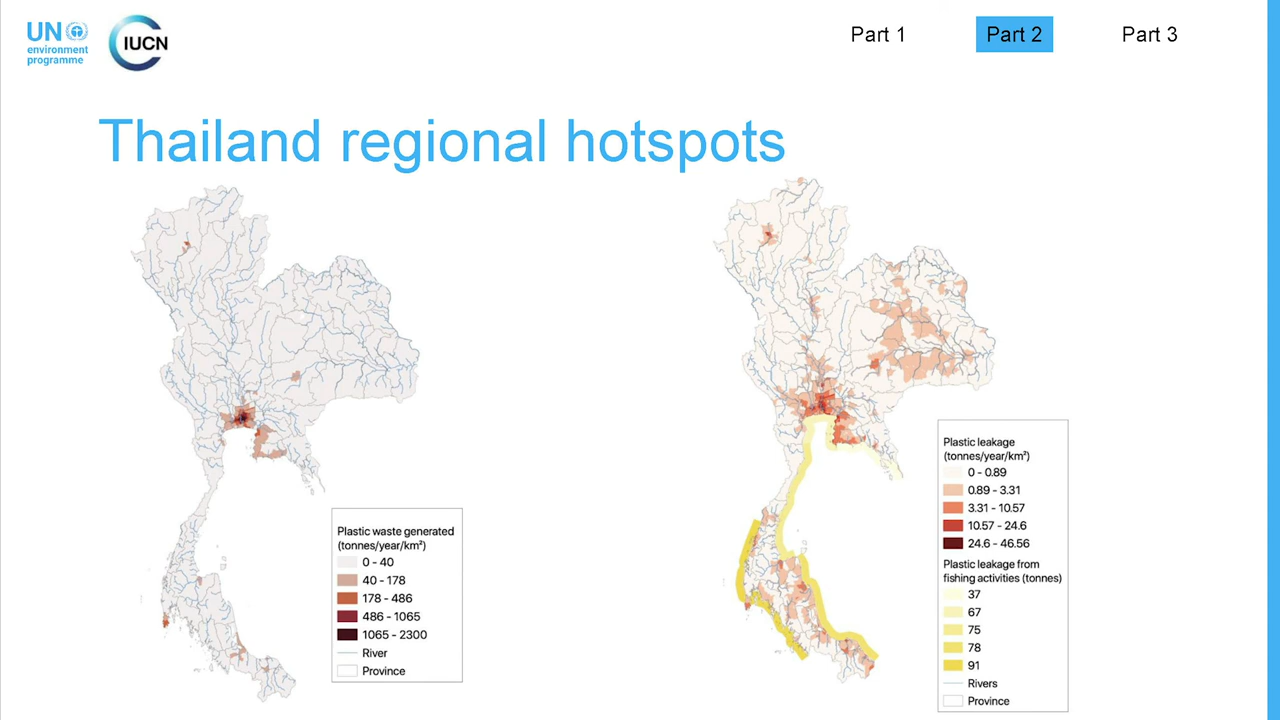 UN
environment
programme
IUCN
Part 1
Part 2
Part 3
Thailand regional hotspots
Plastic waste generated
(tonnes/year/km²)
0 - 40
40 - 178
178 - 486
486 - 1065
1065 - 2300
River
Province
Plastic leakage
(tonnes/year/km²)
0 - 0.89
0.89 - 3.31
3.31 - 10.57
10.57 - 24.6
24.6 - 46.56
Plastic leakage from
fishing activities (tonnes)
37
67
75
78
91
Rivers
Province